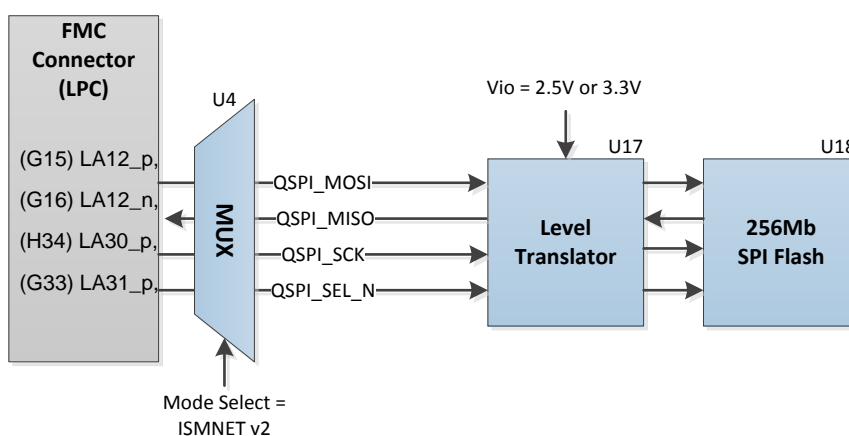 FMC
Connector
(LPC)
U4
Vio = 2.5V or 3.3V
U17
U18
(G15) LA12_p,
(G16) LA12_n,
(H34) LA30_p,
(G33) LA31_p,
MUX
QSPI_MOSI
QSPI_MISO
QSPI_SCK
QSPI_SEL_N
Level
Translator
256Mb
SPI Flash
Mode Select =
ISMNET v2